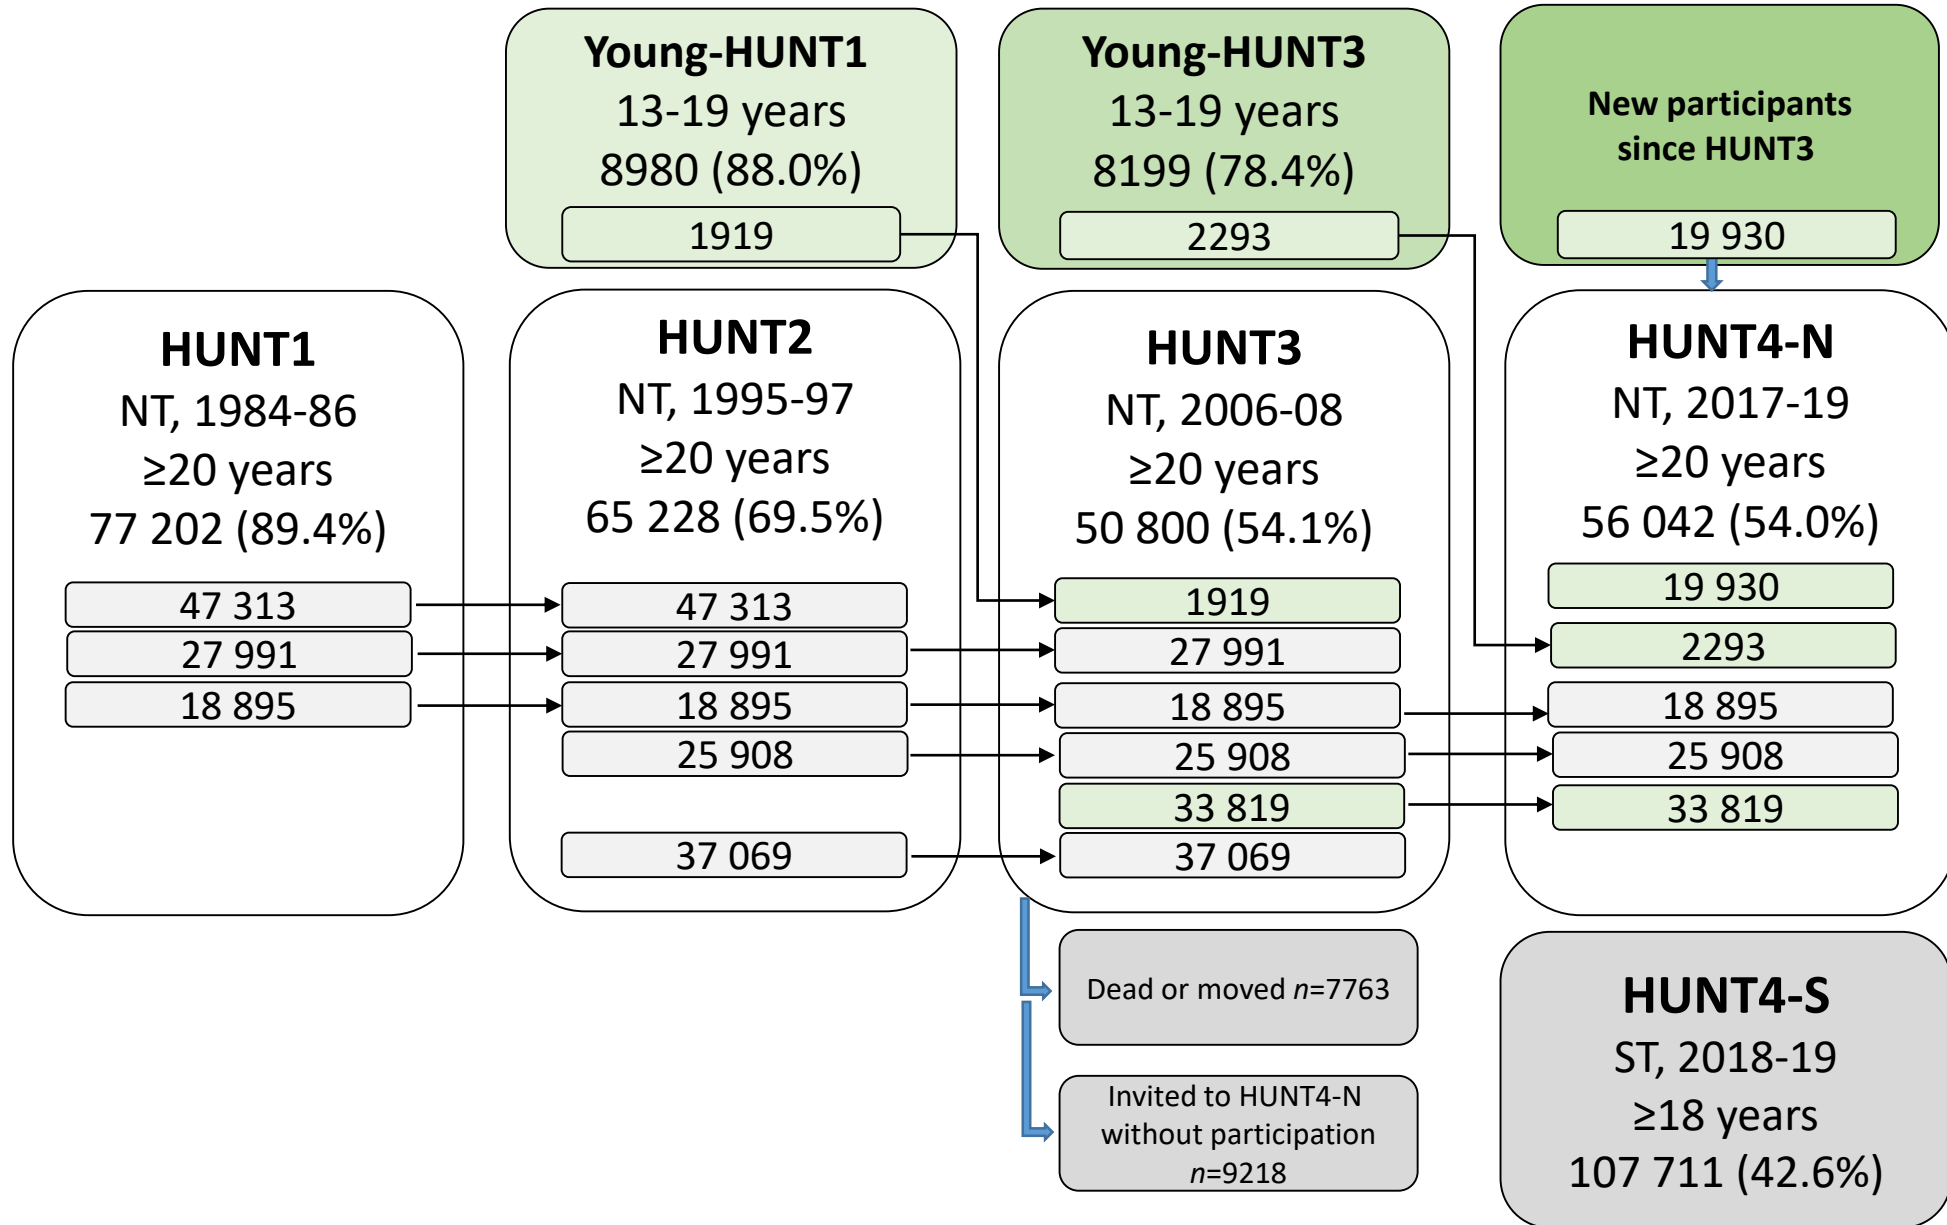 Young-HUNT1
13-19 years
8980 (88.0%)
1919
Young-HUNT3
13-19 years
8199 (78.4%)
2293
New participants
since HUNT3
19 930
HUNT1
NT, 1984-86
≥20 years
77 202 (89.4%)
47 313
27 991
18 895
HUNT2
NT, 1995-97
≥20 years
65 228 (69.5%)
47 313
27 991
18 895
25 908
37 069
HUNT3
NT, 2006-08
≥20 years
50 800 (54.1%)
1919
27 991
18 895
25 908
33 819
37 069
HUNT4-N
NT, 2017-19
≥20 years
56 042 (54.0%)
19 930
2293
18 895
25 908
33 819
Dead or moved n=7763
Invited to HUNT4-N
without participation
n=9218
HUNT4-S
ST, 2018-19
≥18 years
107 711 (42.6%)